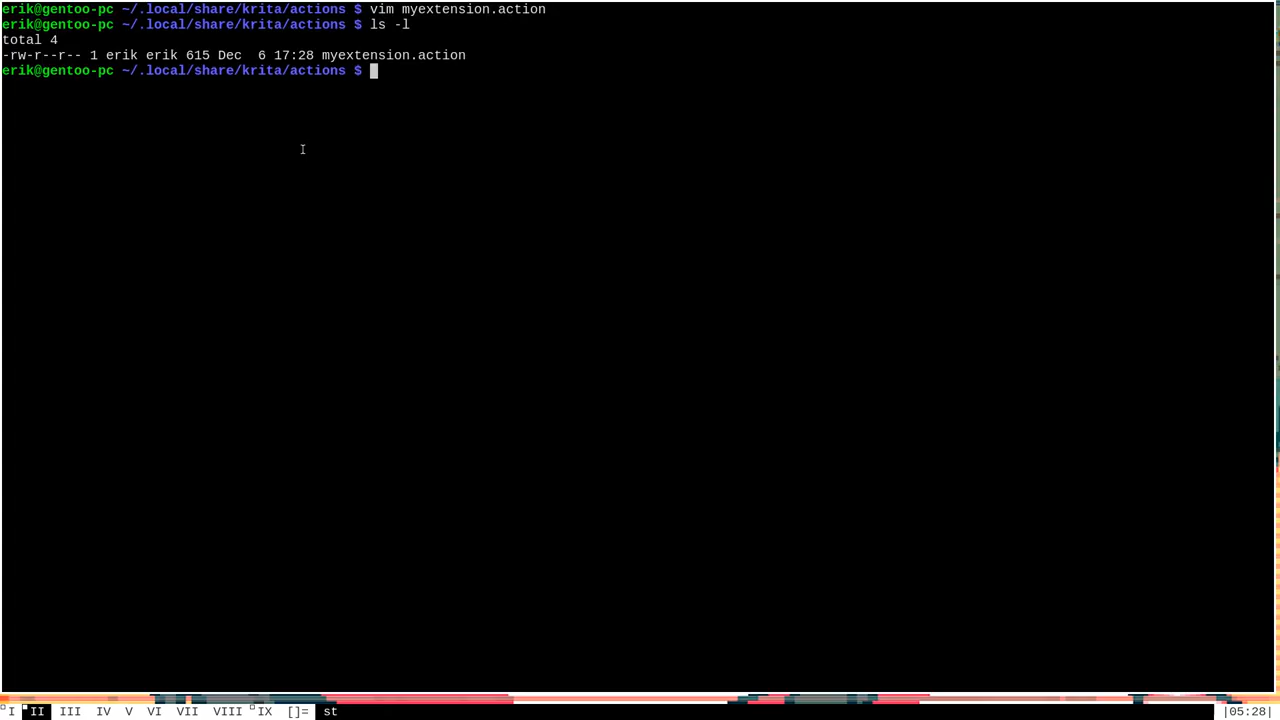 erik@gentoo-pc ~/.local/share/krita/actions $ vim myextension.action
erik@gentoo-pc ~/.local/share/krita/actions $ ls -l
total 4
-rw-r--r-- 1 erik erik 615 Dec  6 17:28 myextension.action
erik@gentoo-pc ~/.local/share/krita/actions $
I II III IV V VI VII VIII IX []= st |05:28|